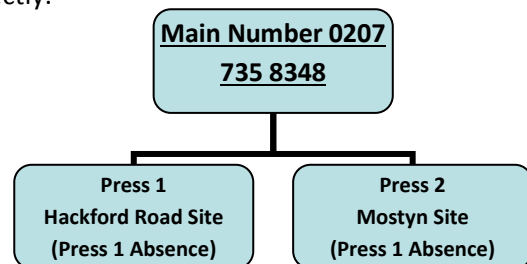 Main Number 0207
735 8348
Press 1
Hackford Road Site
(Press 1 Absence)
Press 2
Mostyn Site
(Press 1 Absence)